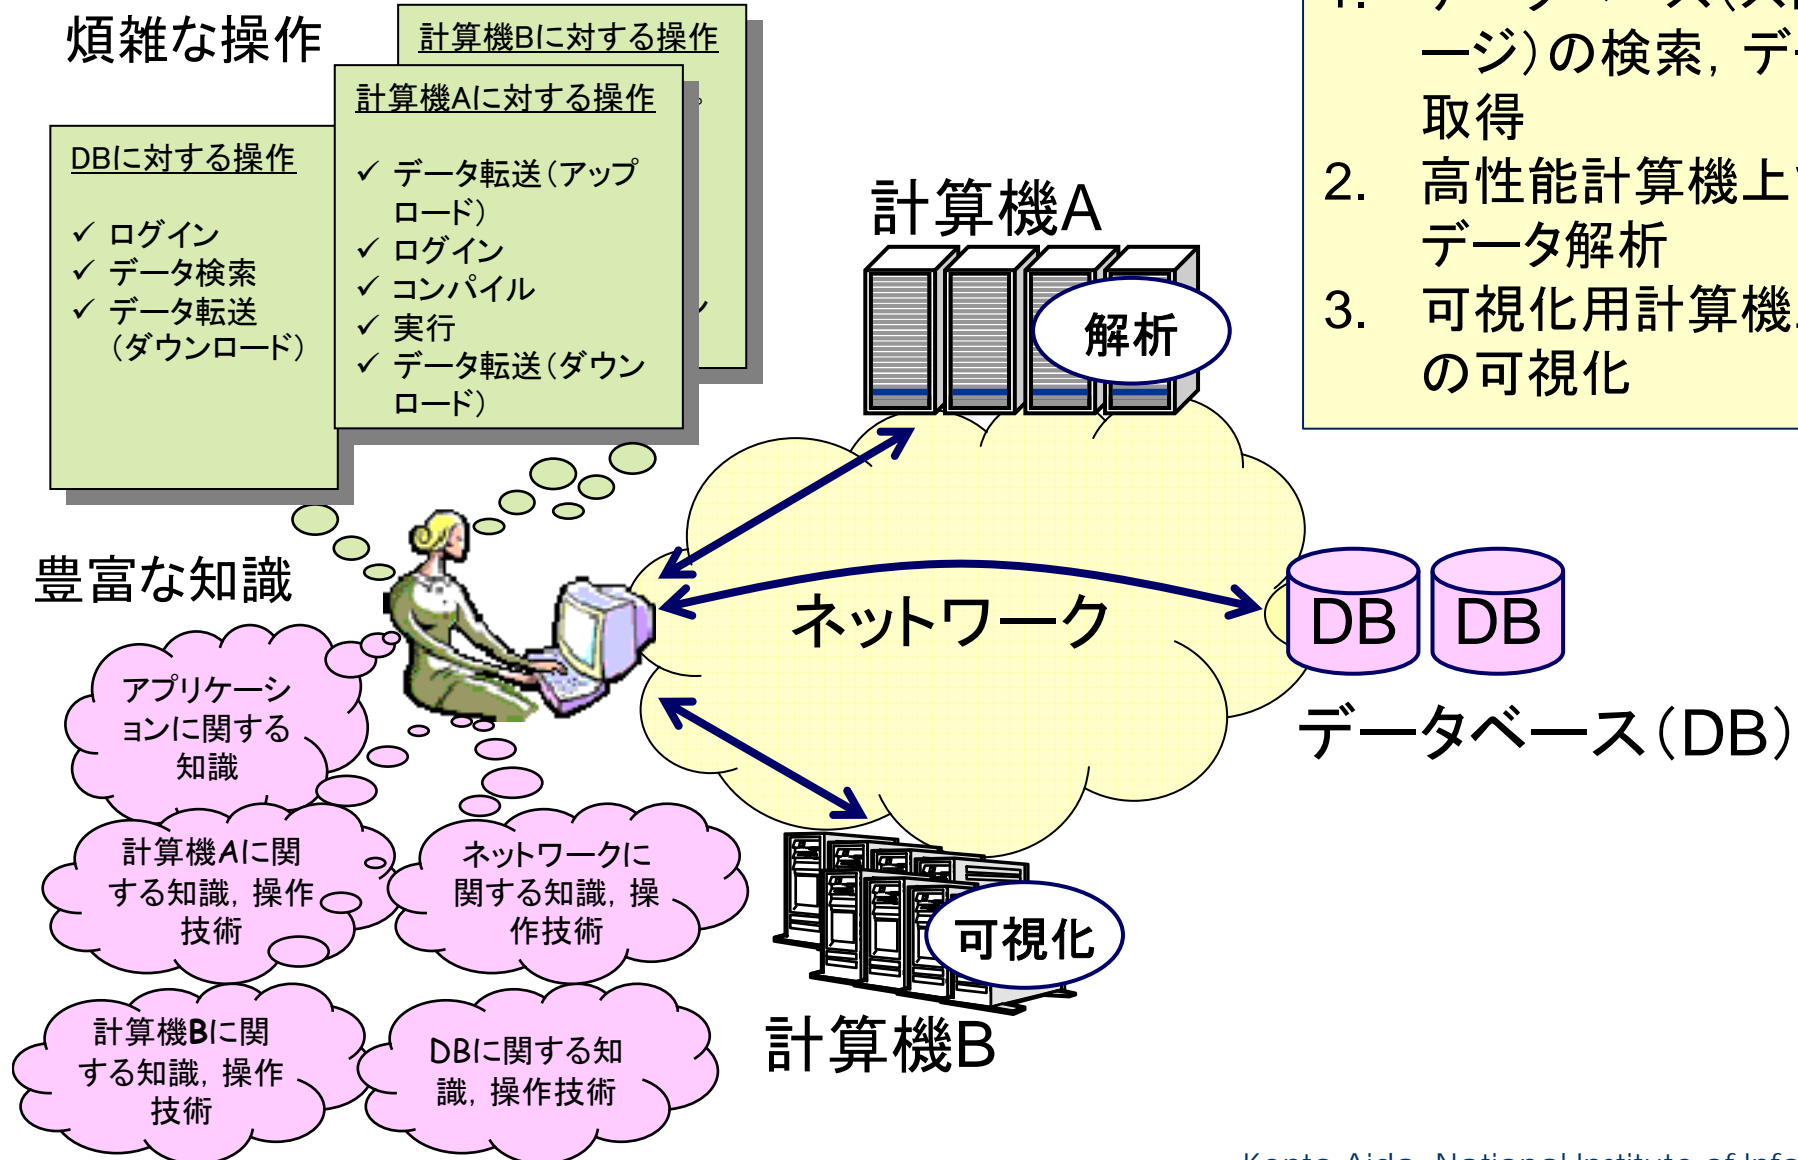 煩雑な操作
計算機Bに対する操作
。
計算機Aに対する操作
✓ データ転送(アップ
ロード)
✓ ログイン
✓ コンパイル
✓ 実行
✓ データ転送(ダウン
ロード)
DBに対する操作
✓ ログイン
✓ データ検索
✓ データ転送
(ダウンロード)
ン
ージ)の検索, デ
取得
2. 高性能計算機上
データ解析
3. 可視化用計算機
の可視化
計算機A
解析
豊富な知識
ネットワーク
DB
DB
データベース(DB)
アプリケーシ
ョンに関する
知識
計算機Aに関
する知識, 操作
技術
ネットワークに
関する知識, 操
作技術
計算機Bに関
する知識, 操作
技術
DBに関する知
識, 操作技術
可視化
計算機B
Kento Aida, National Institute of Info